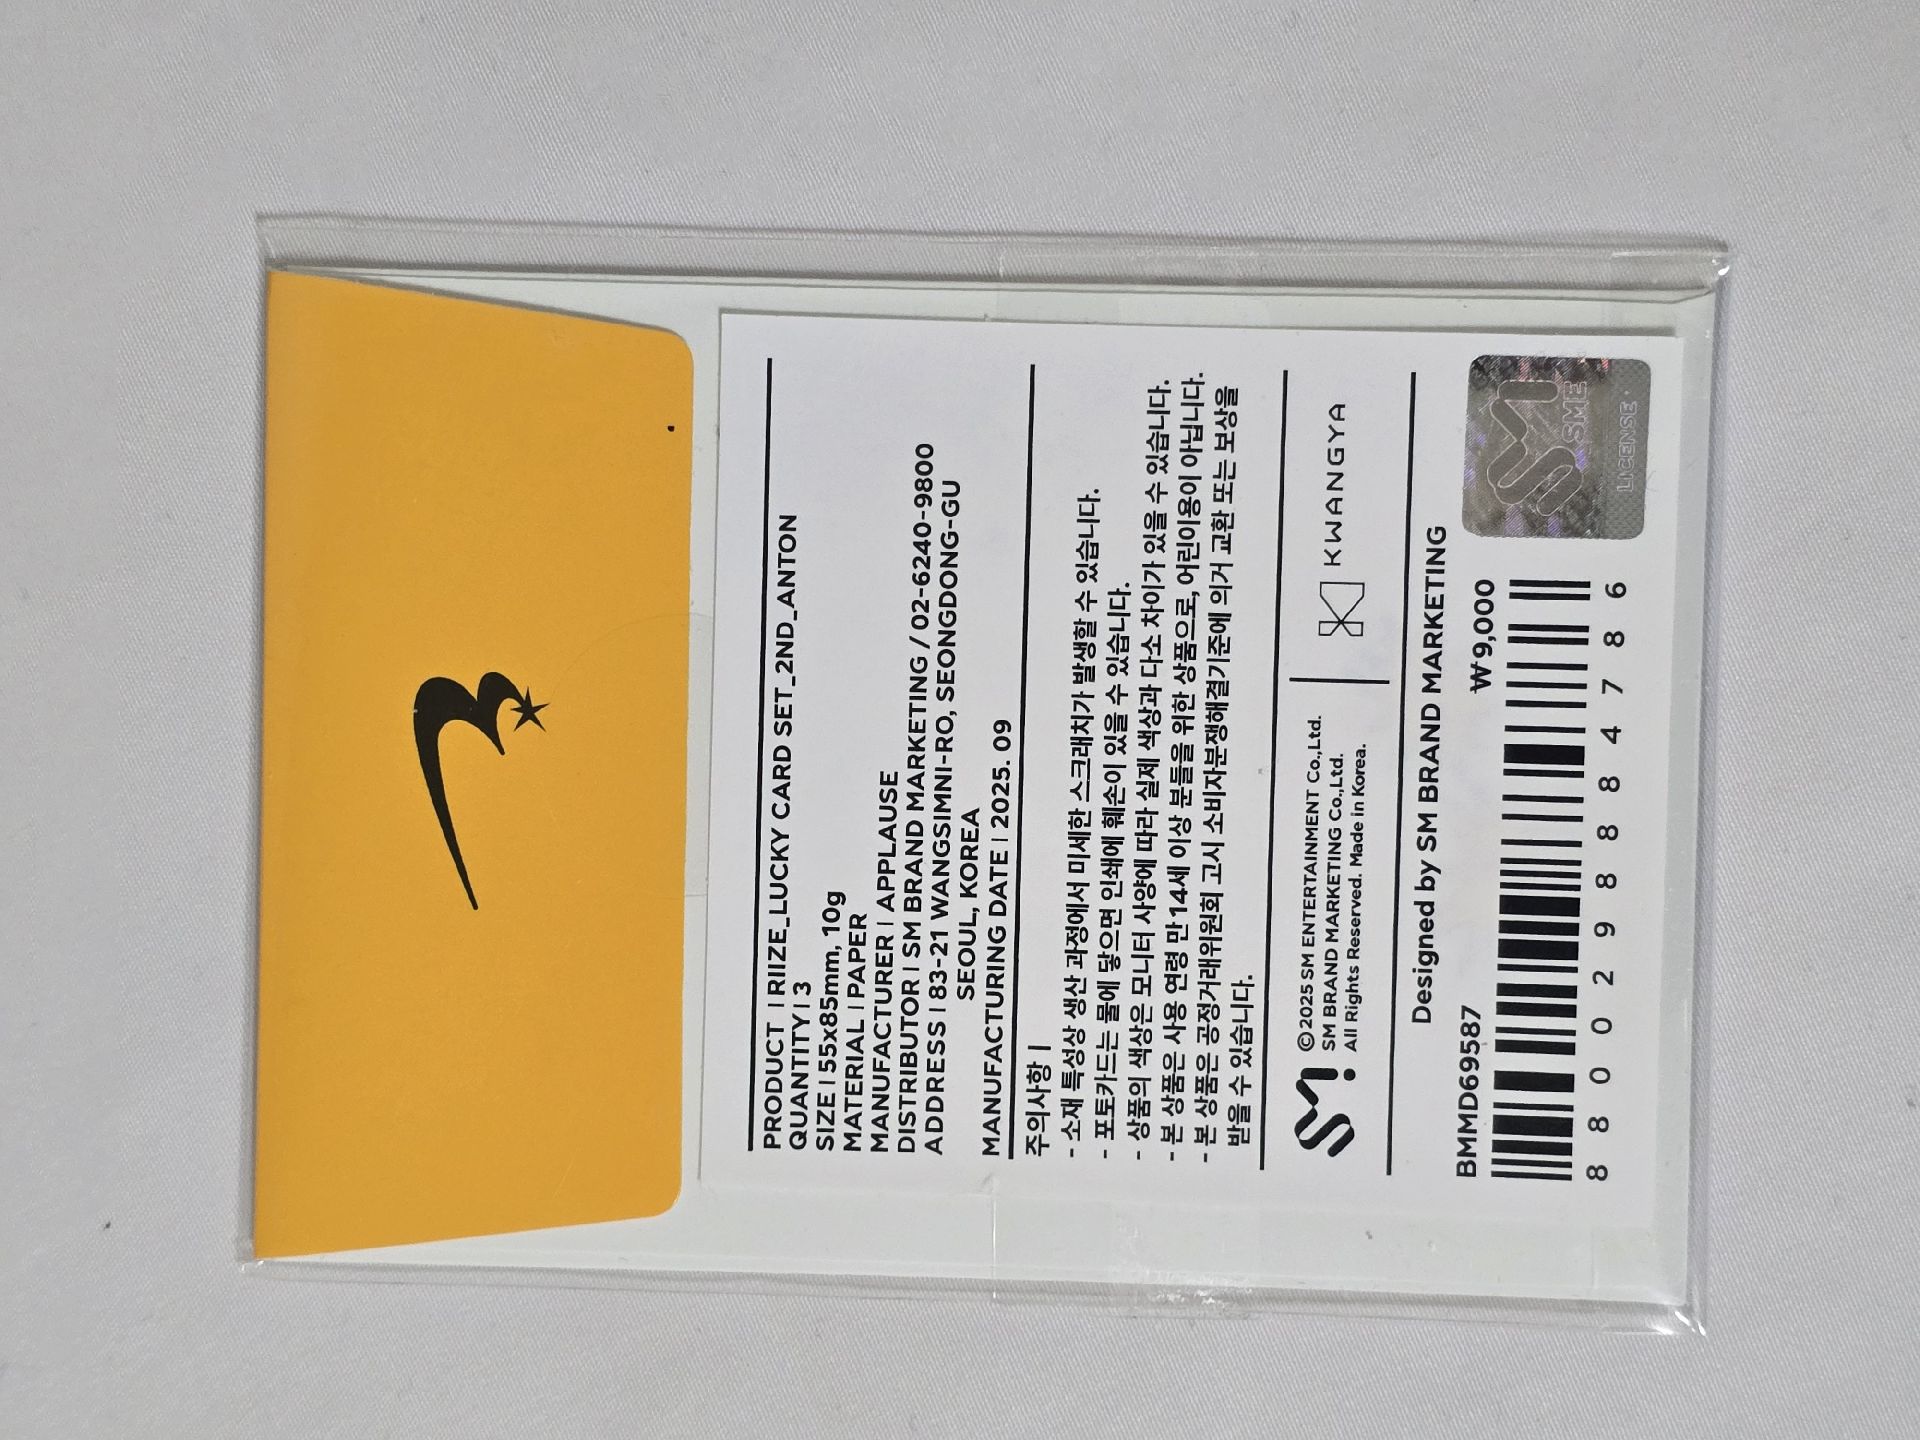 PRODUCT | RIIZE_LUCKY CARD SET_2ND_ANTON
QUANTITY | 3
SIZE | 55x85mm, 10g
MATERIAL | PAPER
MANUFACTURER | APPLAUSE
DISTRIBUTOR | SM BRAND MARKETING / 02-6240-9800
ADDRESS | 83-21 WANGSIMNI-RO, SEONGDONG-GU
SEOUL, KOREA
MANUFACTURING DATE | 2025. 09
주의사항 |
- 소재 특성상 생산 과정에서 미세한 스크래치가 발생할 수 있습니다.
- 포토카드는 물에 닿으면 인쇄에 훼손이 있을 수 있습니다.
- 상품의 색상은 모니터 사양에 따라 실제 색상과 다소 차이가 있을 수 있습니다.
- 본 상품은 사용 연령 만 14세 이상 분들을 위한 상품으로, 어린이용이 아닙니다.
- 본 상품은 공정거래위원회 고시 소비자분쟁해결기준에 의거 교환 또는 보상을
받을 수 있습니다.
SM
©2025 SM ENTERTAINMENT Co.,Ltd.
SM BRAND MARKETING Co.,Ltd.
All Rights Reserved. Made in Korea.
KWANGYA
Designed by SM BRAND MARKETING
BMMD69587 ₩9,000
8 800298 884786
SM
SME
LICENSE